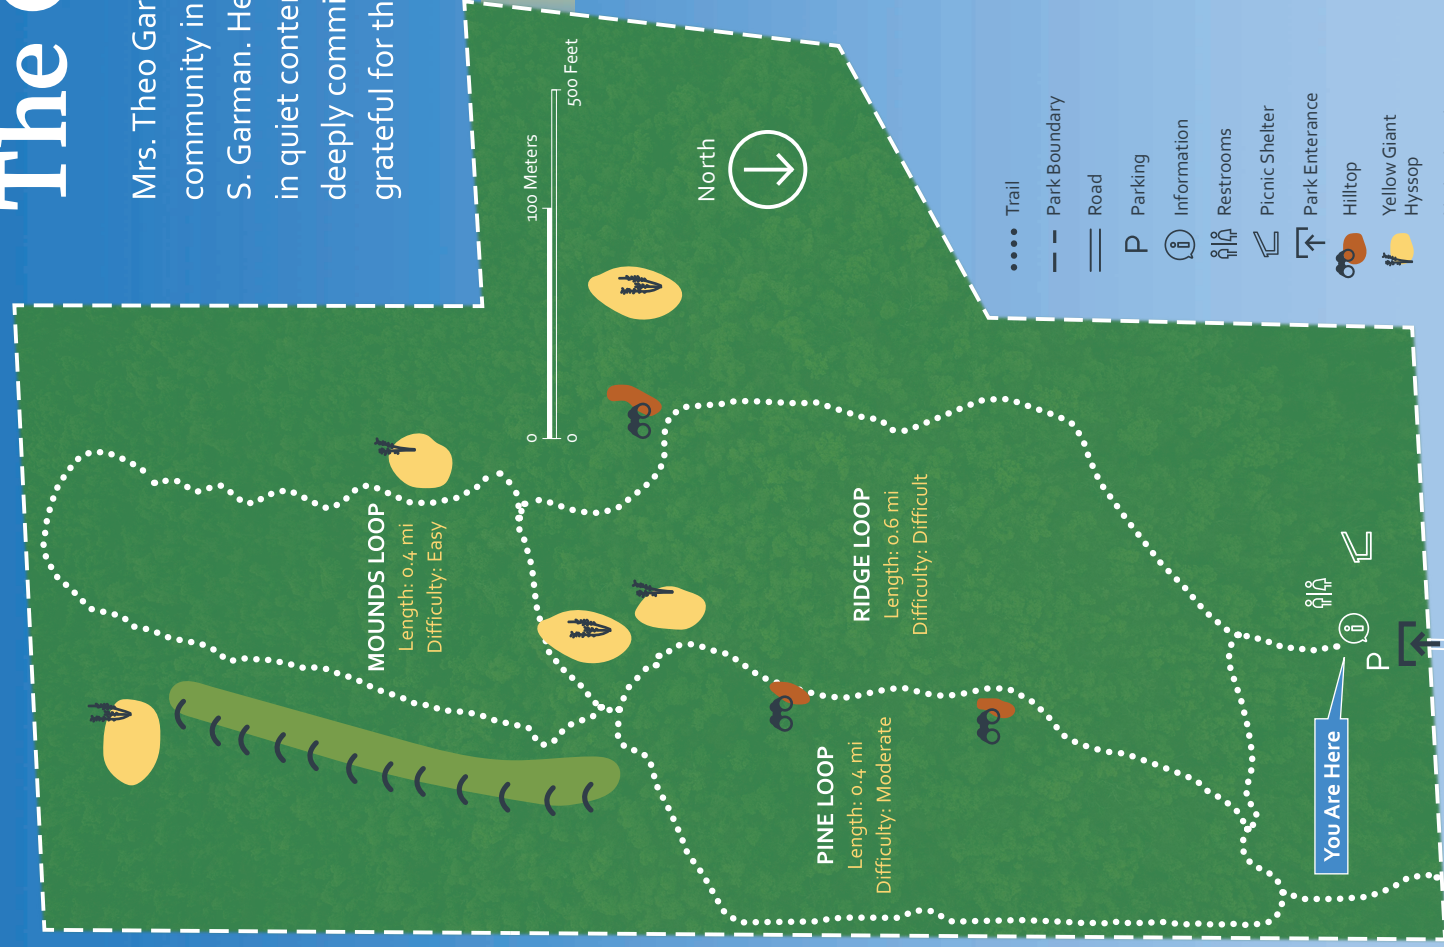 The
Mrs. Theo Gar
community in
S. Garman. He
in quiet conter
deeply commi
grateful for th
100 Meters
0
500 Feet
0
North
MOUNDS LOOP
Length: 0.4 mi
Difficulty: Easy
RIDGE LOOP
Length: 0.6 mi
Difficulty: Difficult
PINE LOOP
Length: 0.4 mi
Difficulty: Moderate
P
You Are Here
Trail
Park Boundary
Road
P Parking
Information
Restrooms
Picnic Shelter
Park Enterance
Hilltop
Yellow Giant
Hyssop